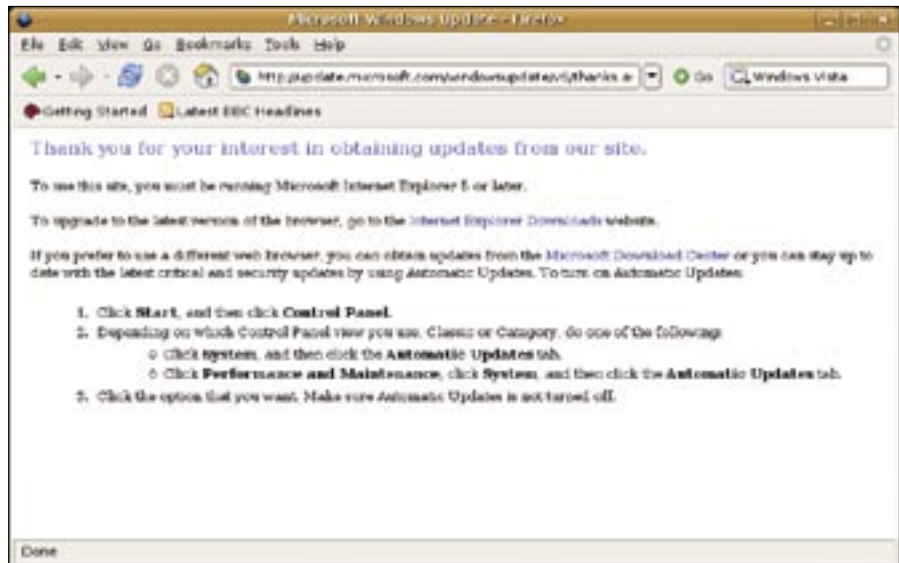 Microsoft Windows Update - Firefox
File Edit View Go Bookmarks Tools Help
http://update.microsoft.com/windowsupdate/v6/thanks.a Go Windows Vista
Getting Started Latest BBC Headlines
Thank you for your interest in obtaining updates from our site.
To use this site, you must be running Microsoft Internet Explorer 5 or later.
To upgrade to the latest version of the browser, go to the Internet Explorer Downloads website.
If you prefer to use a different web browser, you can obtain updates from the Microsoft Download Center or you can stay up to
date with the latest critical and security updates by using Automatic Updates. To turn on Automatic Updates:
1. Click Start, and then click Control Panel.
2. Depending on which Control Panel view you use, Classic or Category, do one of the following:
Click System, and then click the Automatic Updates tab.
Click Performance and Maintenance, click System, and then click the Automatic Updates tab.
3. Click the option that you want. Make sure Automatic Updates is not turned off.
Done